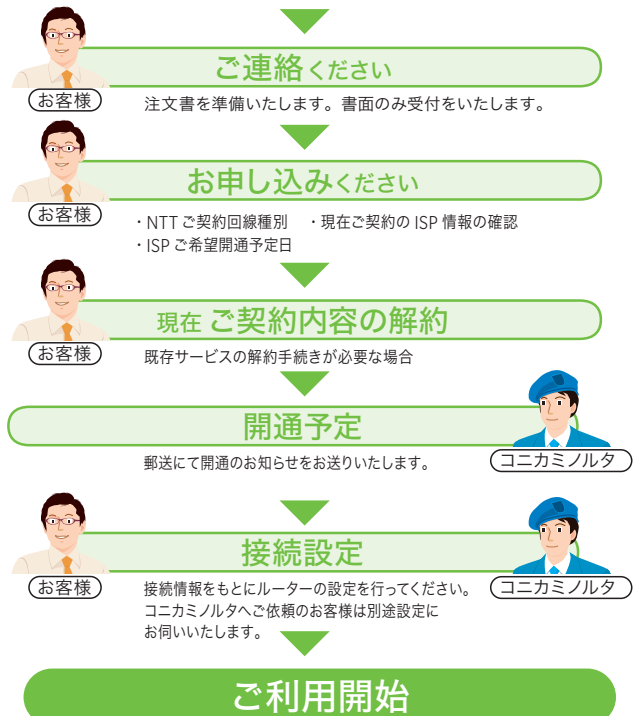 ご連絡ください
お客様
注文書を準備いたします。書面のみ受付をいたします。
お申し込みください
お客様
・NTT ご契約回線種別 ・現在ご契約の ISP 情報の確認
・ISP ご希望開通予定日
現在 ご契約内容の解約
お客様
既存サービスの解約手続きが必要な場合
開通予定
コニカミノルタ
郵送にて開通のお知らせをお送りいたします。
接続設定
お客様
コニカミノルタ
接続情報をもとにルーターの設定を行ってください。
コニカミノルタへご依頼のお客様は別途設定に
お伺いいたします。
ご利用開始